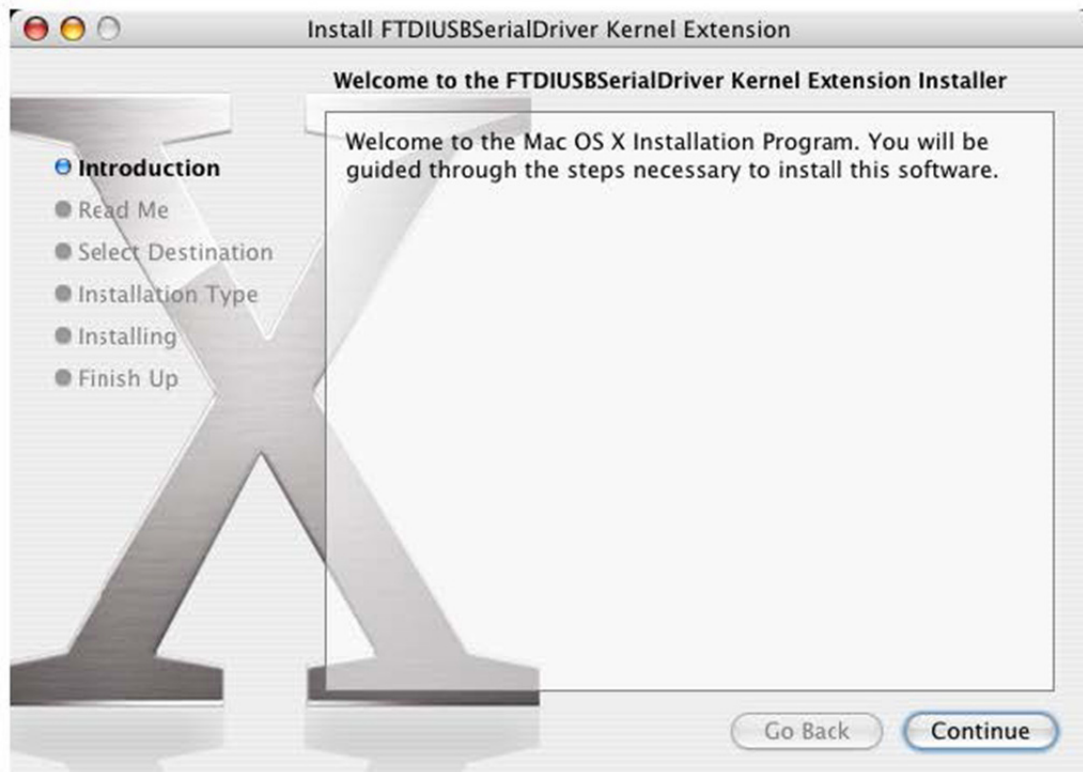 Install FTDIUSBSerialDriver Kernel Extension
Welcome to the FTDIUSBSerialDriver Kernel Extension Installer
Introduction
Read Me
Select Destination
Installation Type
Installing
Finish Up
Welcome to the Mac OS X Installation Program. You will be
guided through the steps necessary to install this software.
Go Back
Continue